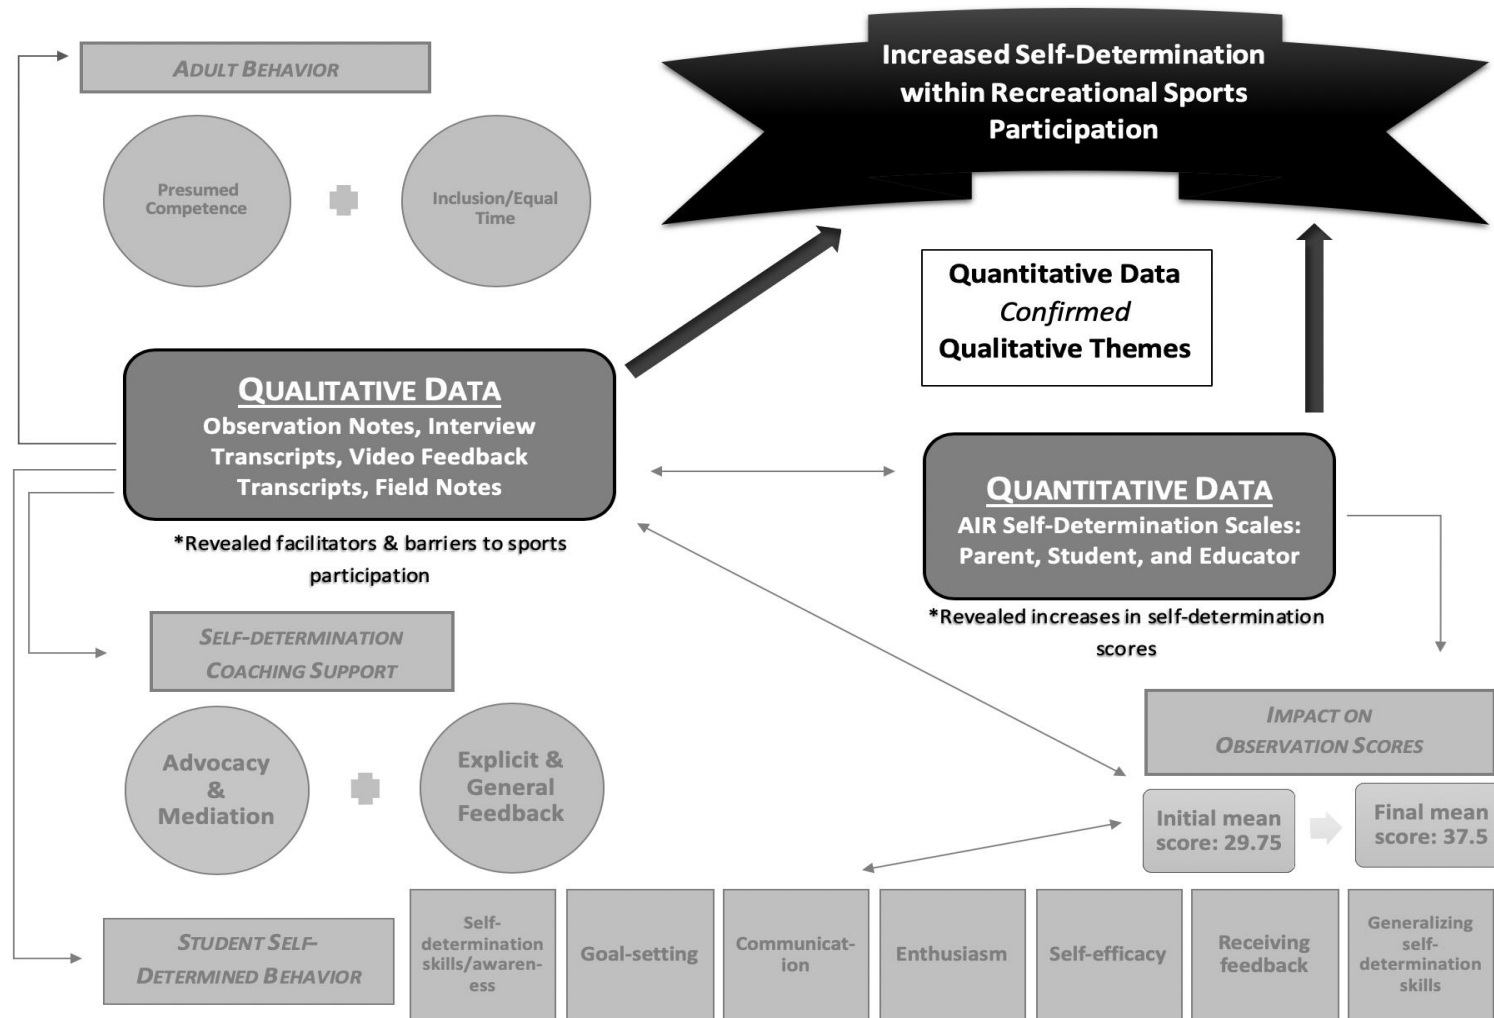 ADULT BEHAVIOR
Presumed
Competence
Inclusion/Equal
Time
Increased Self-Determination
within Recreational Sports
Participation
Quantitative Data
Confirmed
Qualitative Themes
QUALITATIVE DATA
Observation Notes, Interview
Transcripts, Video Feedback
Transcripts, Field Notes
*Revealed facilitators & barriers to sports
participation
QUANTITATIVE DATA
AIR Self-Determination Scales:
Parent, Student, and Educator
*Revealed increases in self-determination
scores
SELF-DETERMINATION
COACHING SUPPORT
Advocacy
&
Mediation
Explicit &
General
Feedback
IMPACT ON
OBSERVATION SCORES
Initial mean
score: 29.75
Final mean
score: 37.5
STUDENT SELF-
DETERMINED BEHAVIOR
Self-
determination
skills/awaren-
ess
Goal-setting
Communicat-
ion
Enthusiasm
Self-efficacy
Receiving
feedback
Generalizing
self-
determination
skills